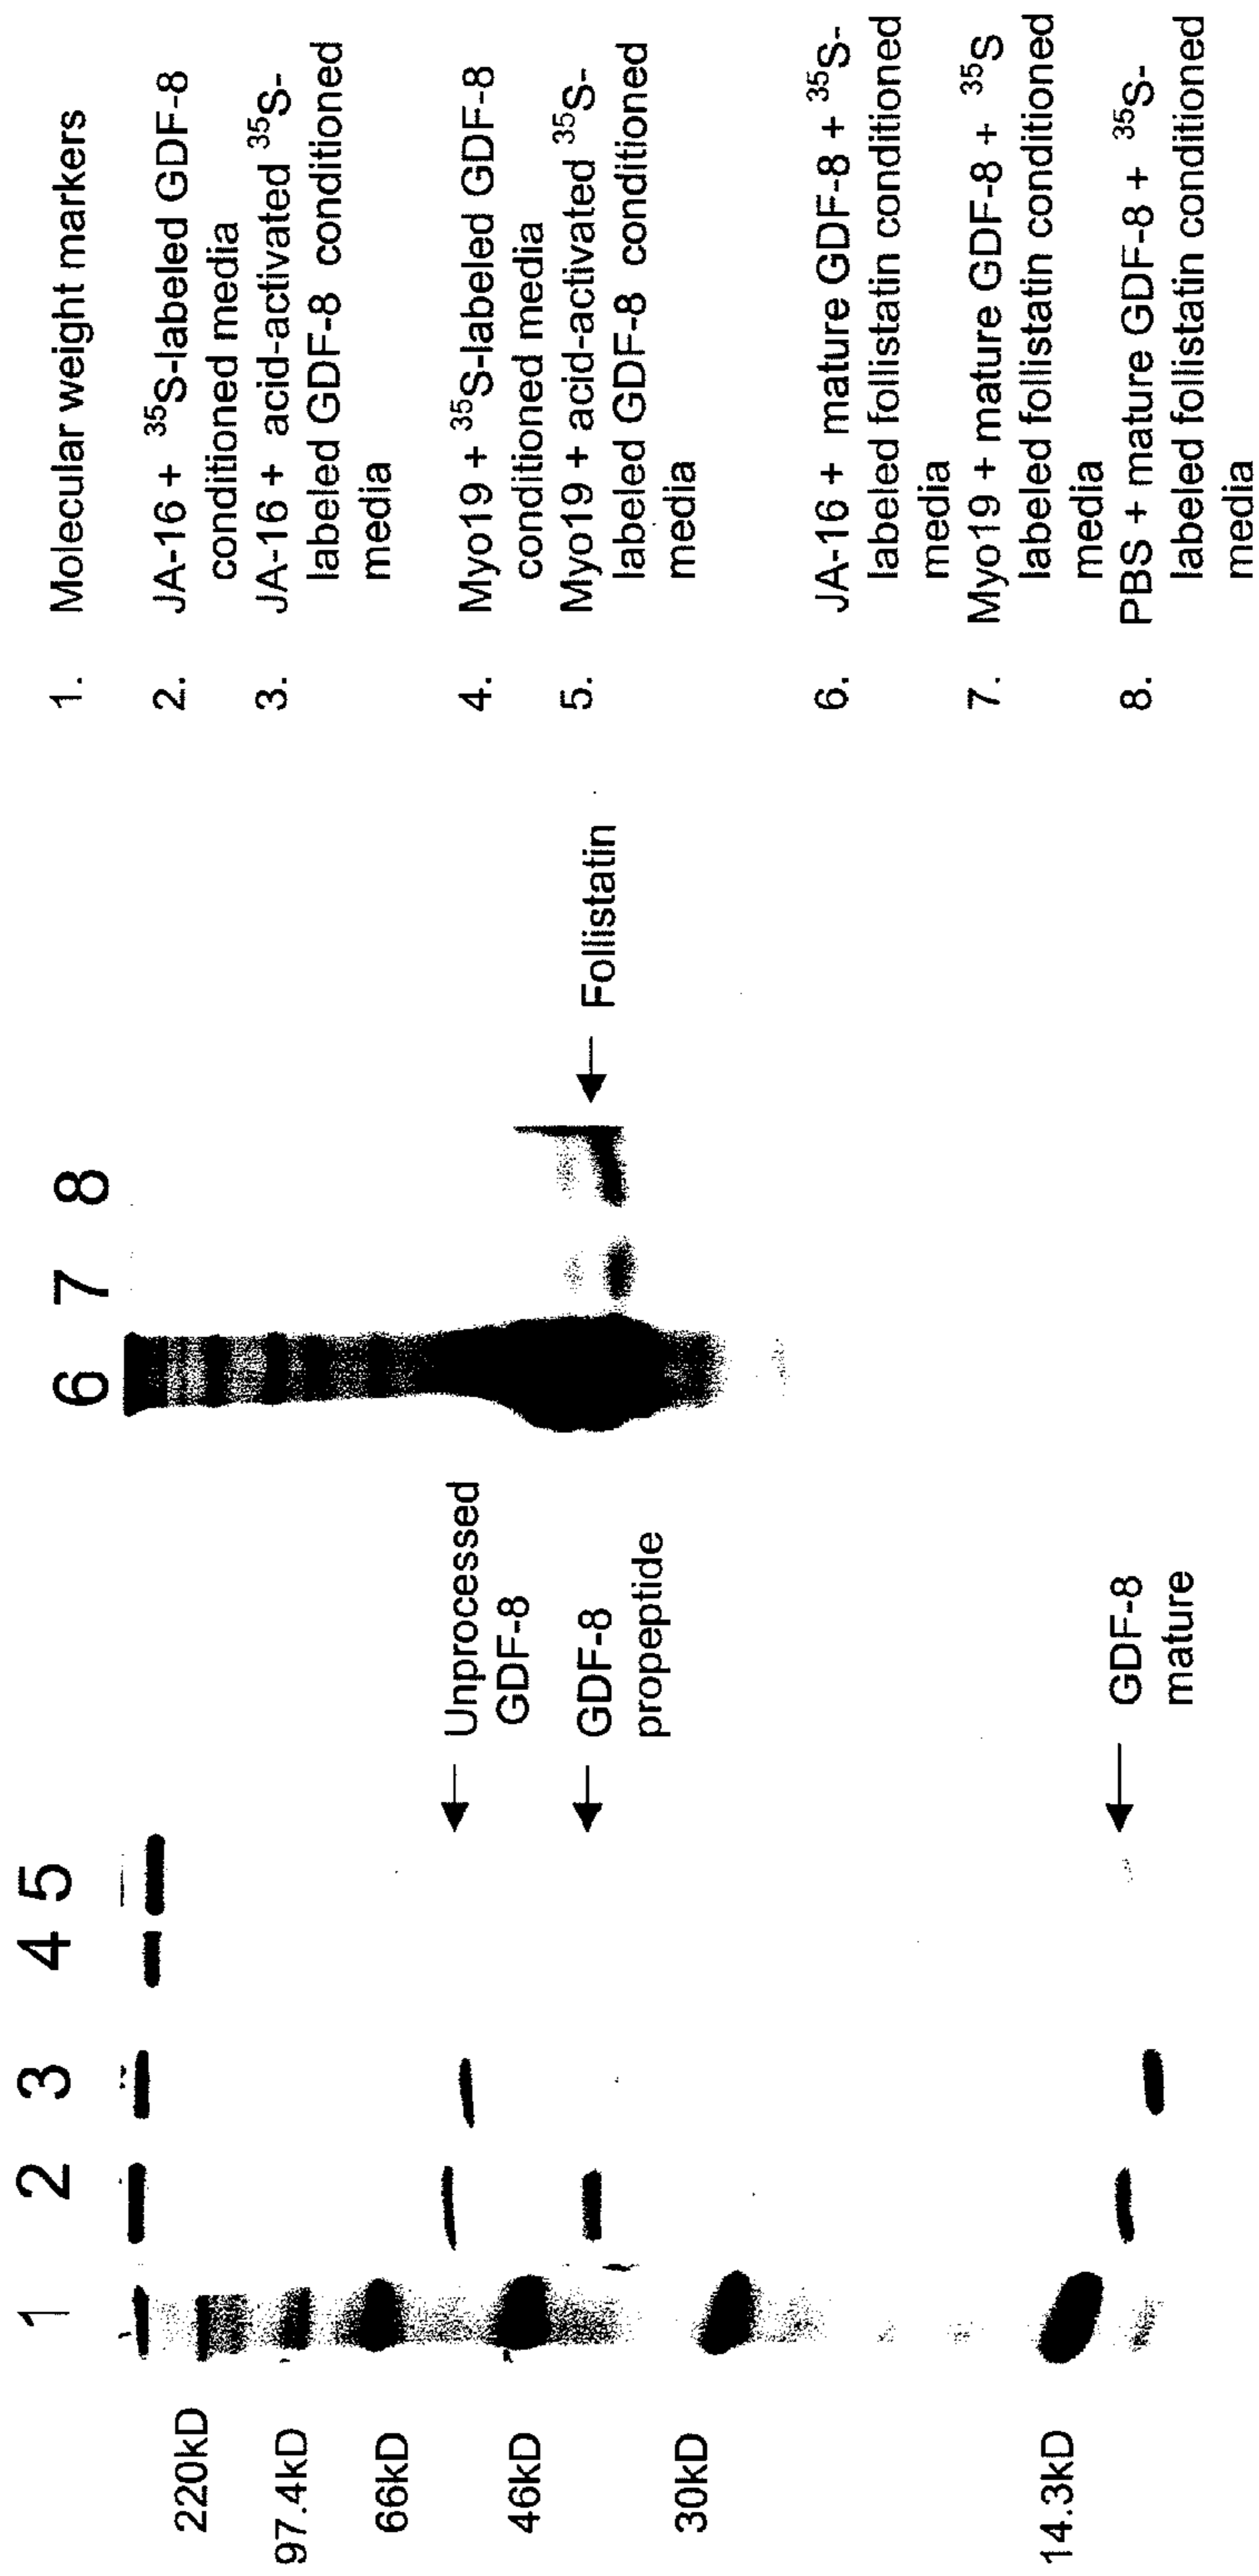 1 2 3 4 5
6 7 8
220kD
97.4kD
66kD
46kD
30kD
14.3kD
Unprocessed
GDF-8
GDF-8
propeptide
GDF-8
mature
Follistatin
1. Molecular weight markers
2. JA-16 + ³⁵S-labeled GDF-8
conditioned media
3. JA-16 + acid-activated ³⁵S-
labeled GDF-8 conditioned
media
4. Myo19 + ³⁵S-labeled GDF-8
conditioned media
5. Myo19 + acid-activated ³⁵S-
labeled GDF-8 conditioned
media
6. JA-16 + mature GDF-8 + ³⁵S-
labeled follistatin conditioned
media
7. Myo19 + mature GDF-8 + ³⁵S
labeled follistatin conditioned
media
8. PBS + mature GDF-8 + ³⁵S-
labeled follistatin conditioned
media